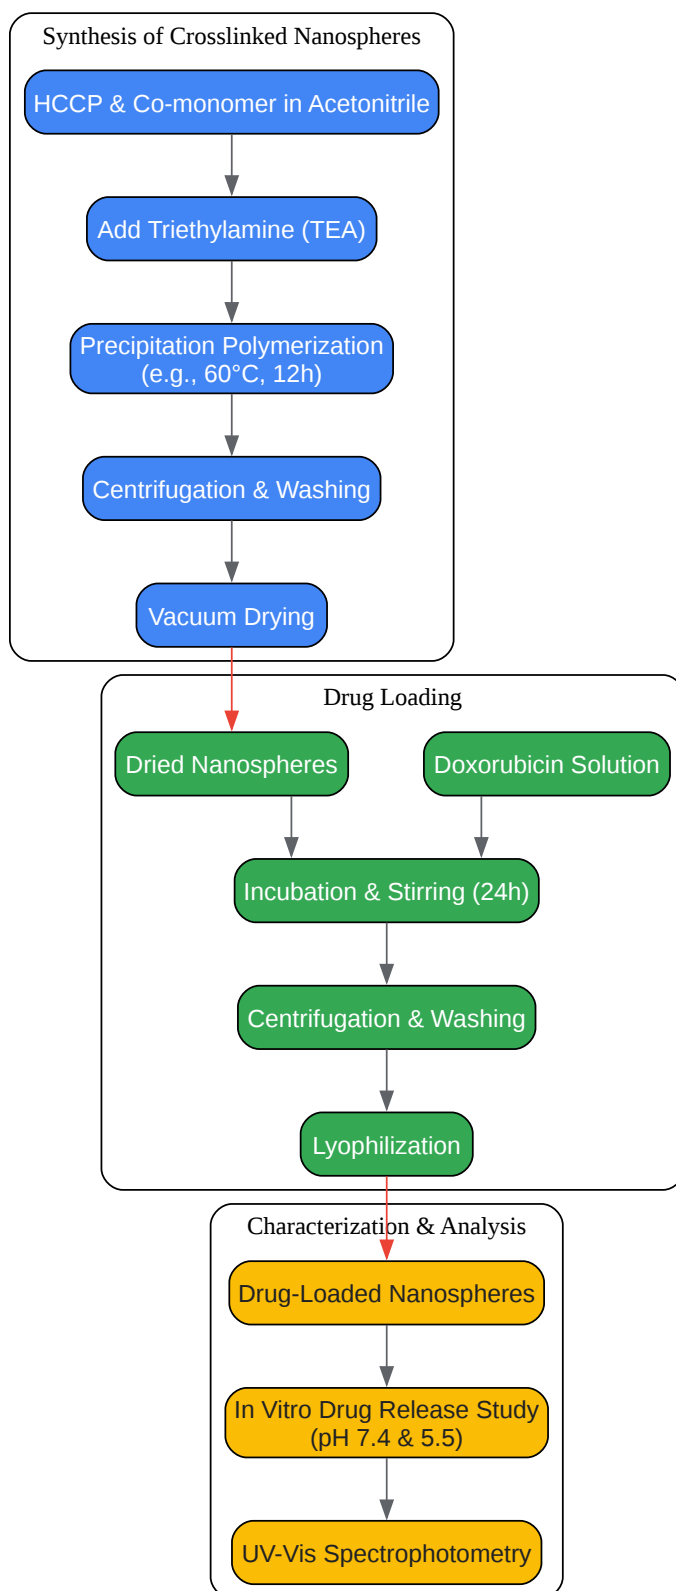 Synthesis of Crosslinked Nanospheres
HCCP & Co-monomer in Acetonitrile
Add Triethylamine (TEA)
Precipitation Polymerization
(e.g., 60°C, 12h)
Centrifugation & Washing
Vacuum Drying
Drug Loading
Dried Nanospheres
Doxorubicin Solution
Incubation & Stirring (24h)
Centrifugation & Washing
Lyophilization
Characterization & Analysis
Drug-Loaded Nanospheres
In Vitro Drug Release Study
(pH 7.4 & 5.5)
UV-Vis Spectrophotometry